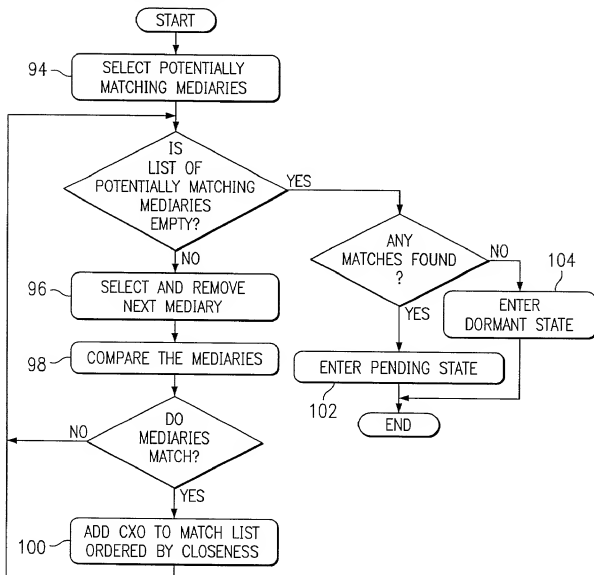 START
94
SELECT POTENTIALLY
MATCHING MEDIARIES
IS
LIST OF
POTENTIALLY MATCHING
MEDIARIES
EMPTY?
YES
NO
ANY
MATCHES FOUND
?
NO
YES
104
ENTER
DORMANT STATE
96
SELECT AND REMOVE
NEXT MEDIARY
98
COMPARE THE MEDIARIES
ENTER PENDING STATE
102
END
DO
MEDIARIES
MATCH?
NO
YES
100
ADD CXO TO MATCH LIST
ORDERED BY CLOSENESS